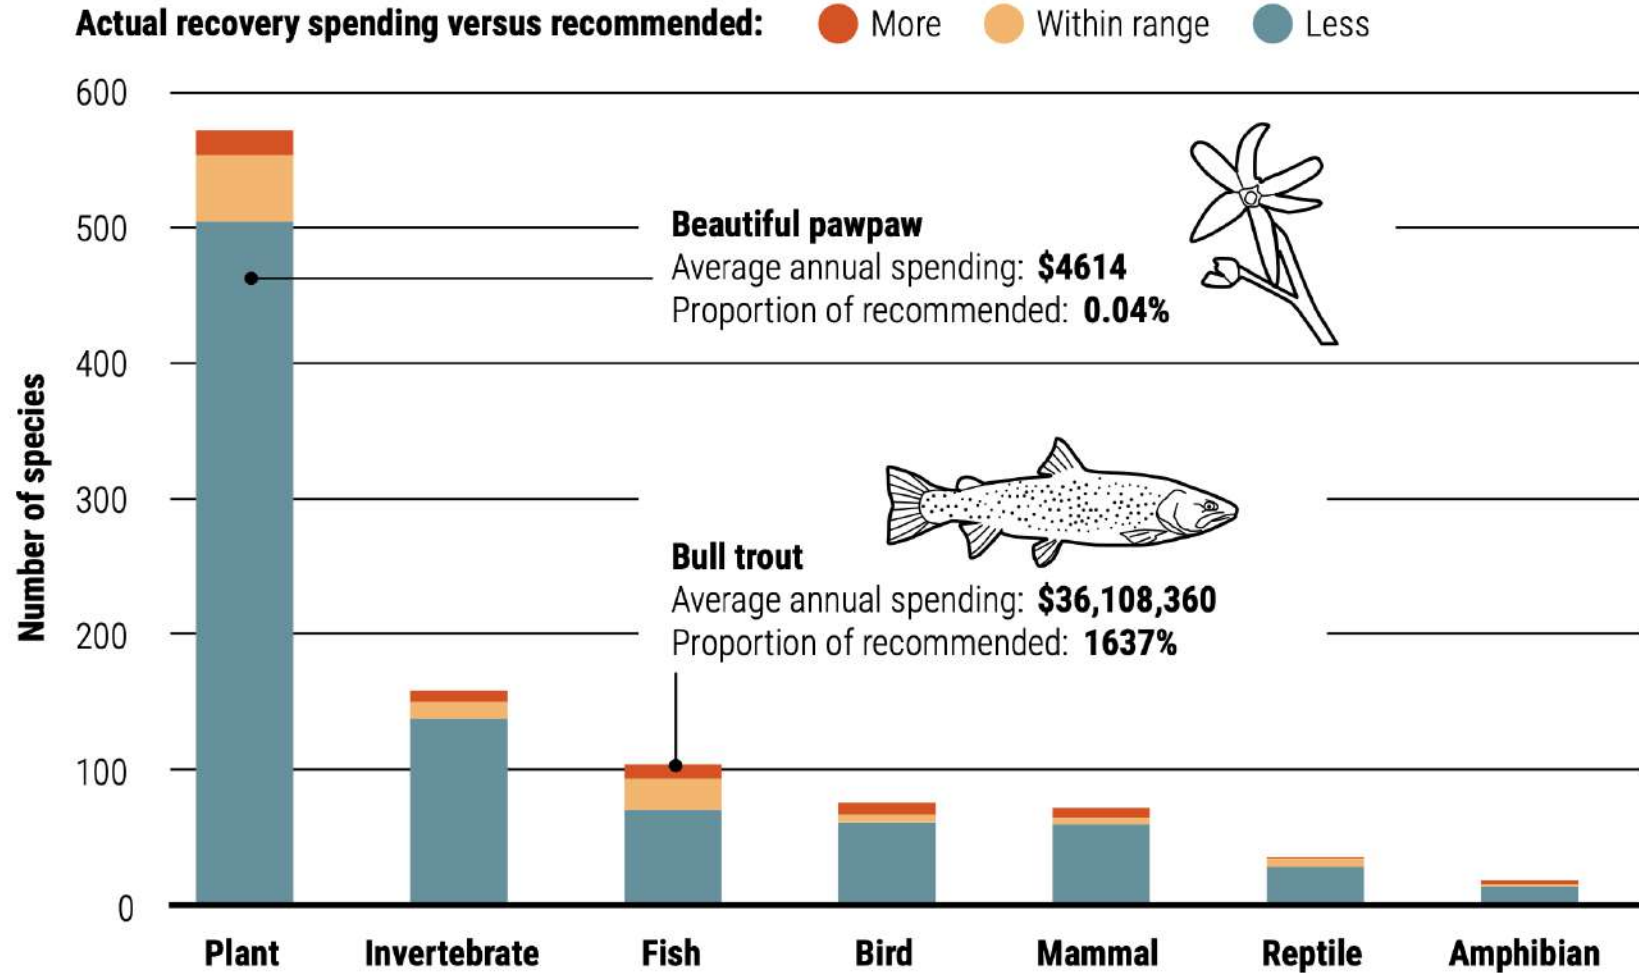 Actual recovery spending versus recommended: More Within range Less
600
500
400
300
200
100
0
Number of species
Beautiful pawpaw
Average annual spending: $4614
Proportion of recommended: 0.04%
Bull trout
Average annual spending: $36,108,360
Proportion of recommended: 1637%
Plant Invertebrate Fish Bird Mammal Reptile Amphibian